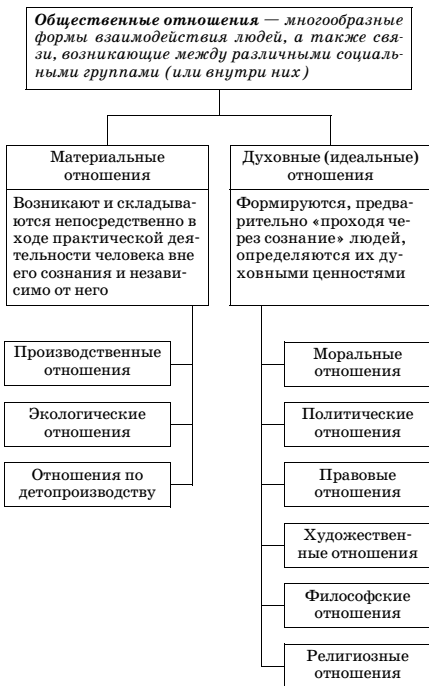 Общественные отношения — многообразные
формы взаимодействия людей, а также свя-
зи, возникающие между различными социаль-
ными группами (или внутри них)
Материальные
отношения
Возникают и складыва-
ются непосредственно в
ходе практической дея-
тельности человека вне
его сознания и незави-
симо от него
Производственные
отношения
Экологические
отношения
Отношения по
детопроизводству
Духовные (идеальные)
отношения
Формируются, предва-
рительно «проходя че-
рез сознание» людей,
определяются их ду-
ховными ценностями
Моральные
отношения
Политические
отношения
Правовые
отношения
Художествен-
ные отношения
Философские
отношения
Религиозные
отношения